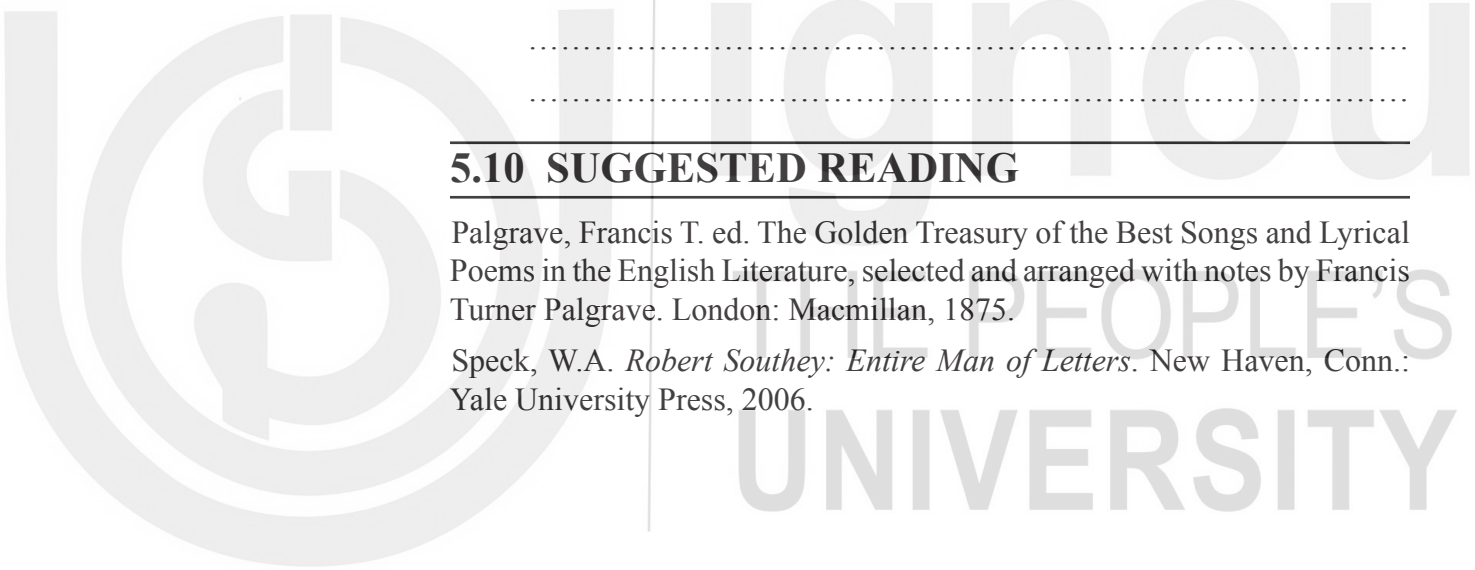 ignou
……………………………………………………………………………
……………………………………………………………………………
5.10 SUGGESTED READING
Palgrave, Francis T. ed. The Golden Treasury of the Best Songs and Lyrical
Poems in the English Literature, selected and arranged with notes by Francis
Turner Palgrave. London: Macmillan, 1875.
THE PEOPLE'S
Speck, W.A. Robert Southey: Entire Man of Letters. New Haven, Conn.:
Yale University Press, 2006.
UNIVERSITY